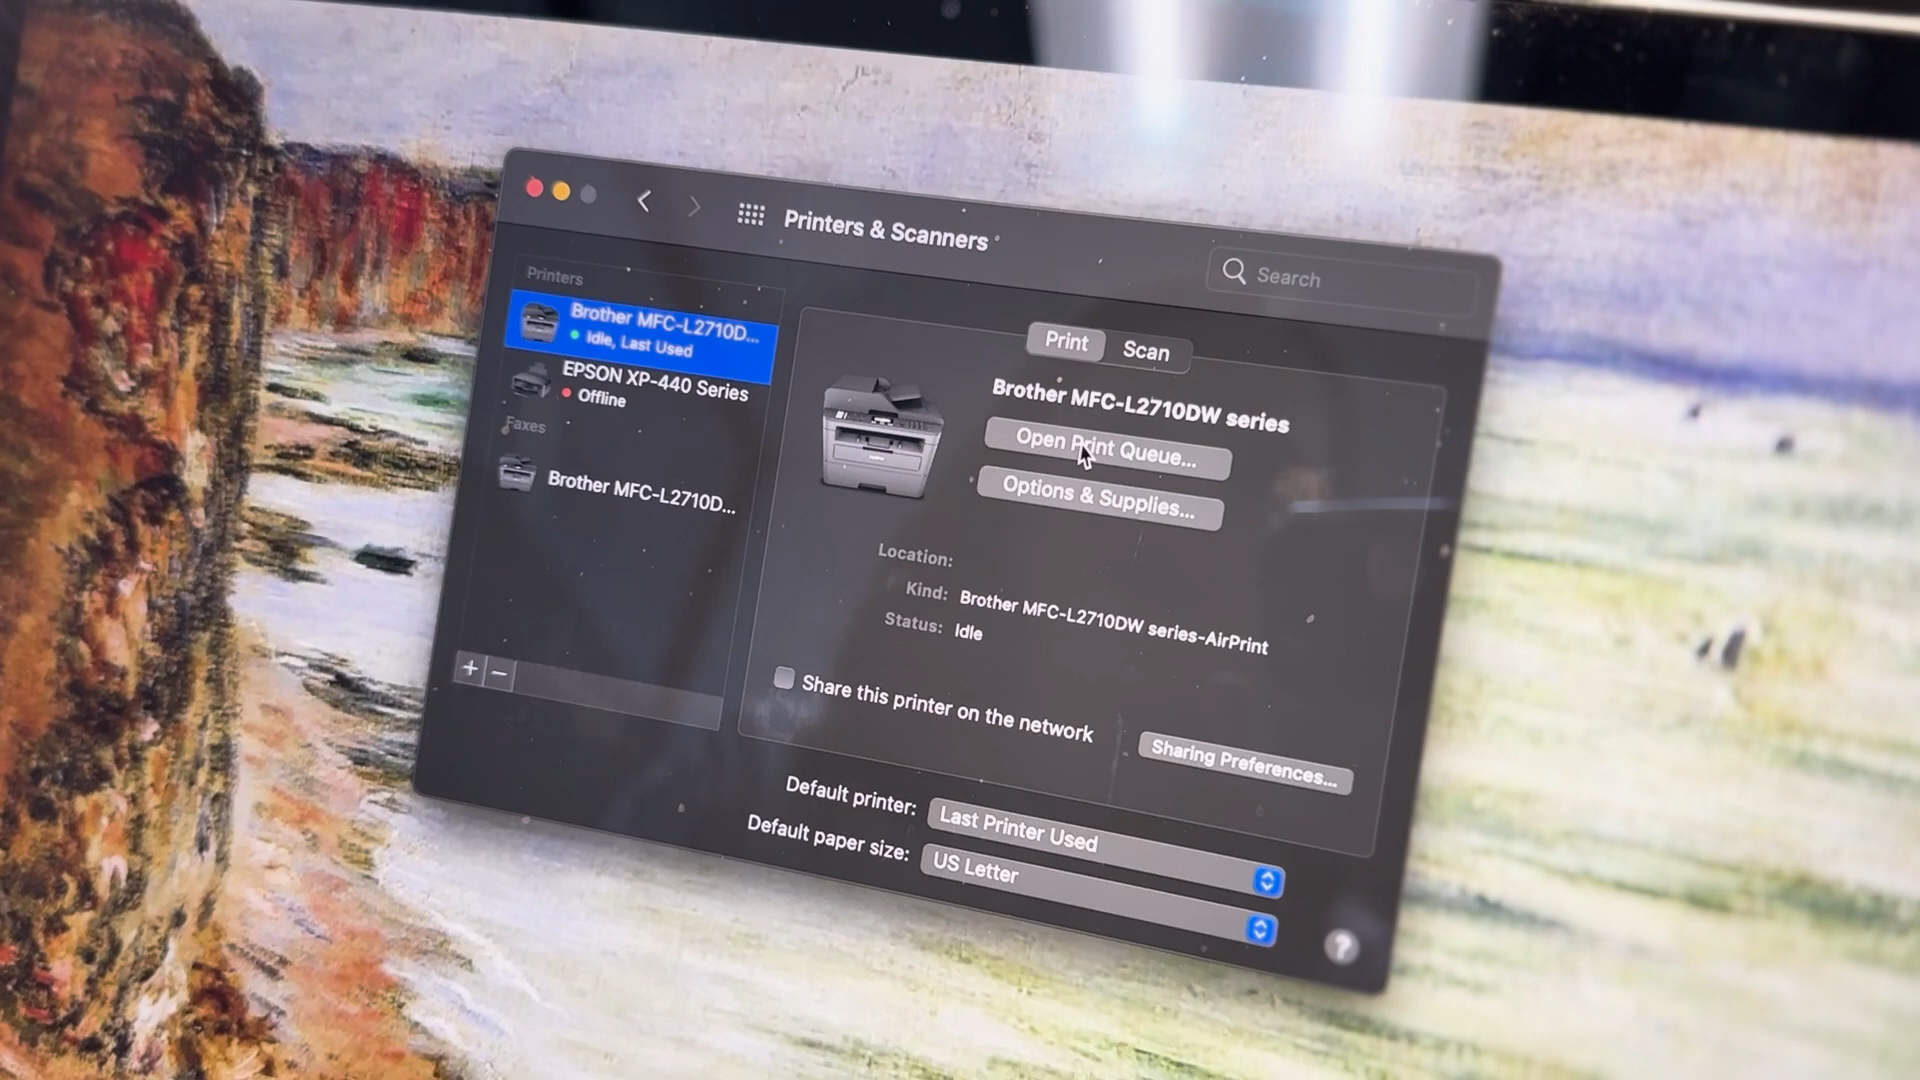 Printers & Scanners
Search
Printers
Brother MFC-L2710D...
Idle, Last Used
EPSON XP-440 Series
Offline
Faxes
Brother MFC-L2710D...
+ −
Print Scan
Brother MFC-L2710DW series
Open Print Queue...
Options & Supplies...
Location:
Kind: Brother MFC-L2710DW series-AirPrint
Status: Idle
Share this printer on the network
Sharing Preferences...
Default printer: Last Printer Used
Default paper size: US Letter
?